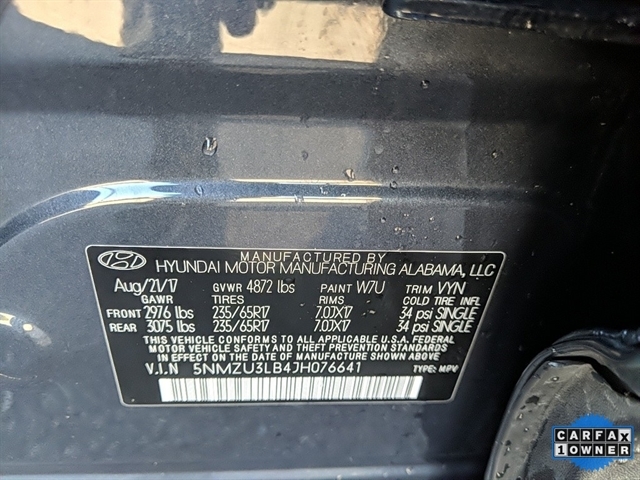 MANUFACTURED BY
HYUNDAI MOTOR MANUFACTURING ALABAMA, LLC
Aug/21/17 GVWR 4872 lbs PAINT W7U TRIM VYN
GAWR TIRES RIMS COLD TIRE INFL
FRONT 2976 lbs 235/65R17 7.0JX17 34 psi SINGLE
REAR 3075 lbs 235/65R17 7.0JX17 34 psi SINGLE
THIS VEHICLE CONFORMS TO ALL APPLICABLE U.S.A. FEDERAL
MOTOR VEHICLE SAFETY AND THEFT PREVENTION STANDARDS
IN EFFECT ON THE DATE OF MANUFACTURE SHOWN ABOVE.
V.I.N 5NMZU3LB4JH076641 TYPE: MPV
CARFAX
1 OWNER